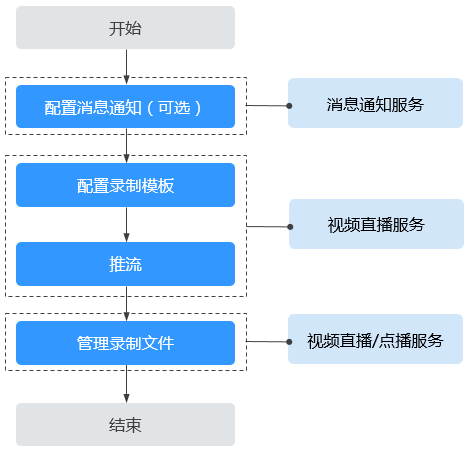 开始
配置消息通知（可选）
消息通知服务
配置录制模板
视频直播服务
推流
管理录制文件
视频直播/点播服务
结束